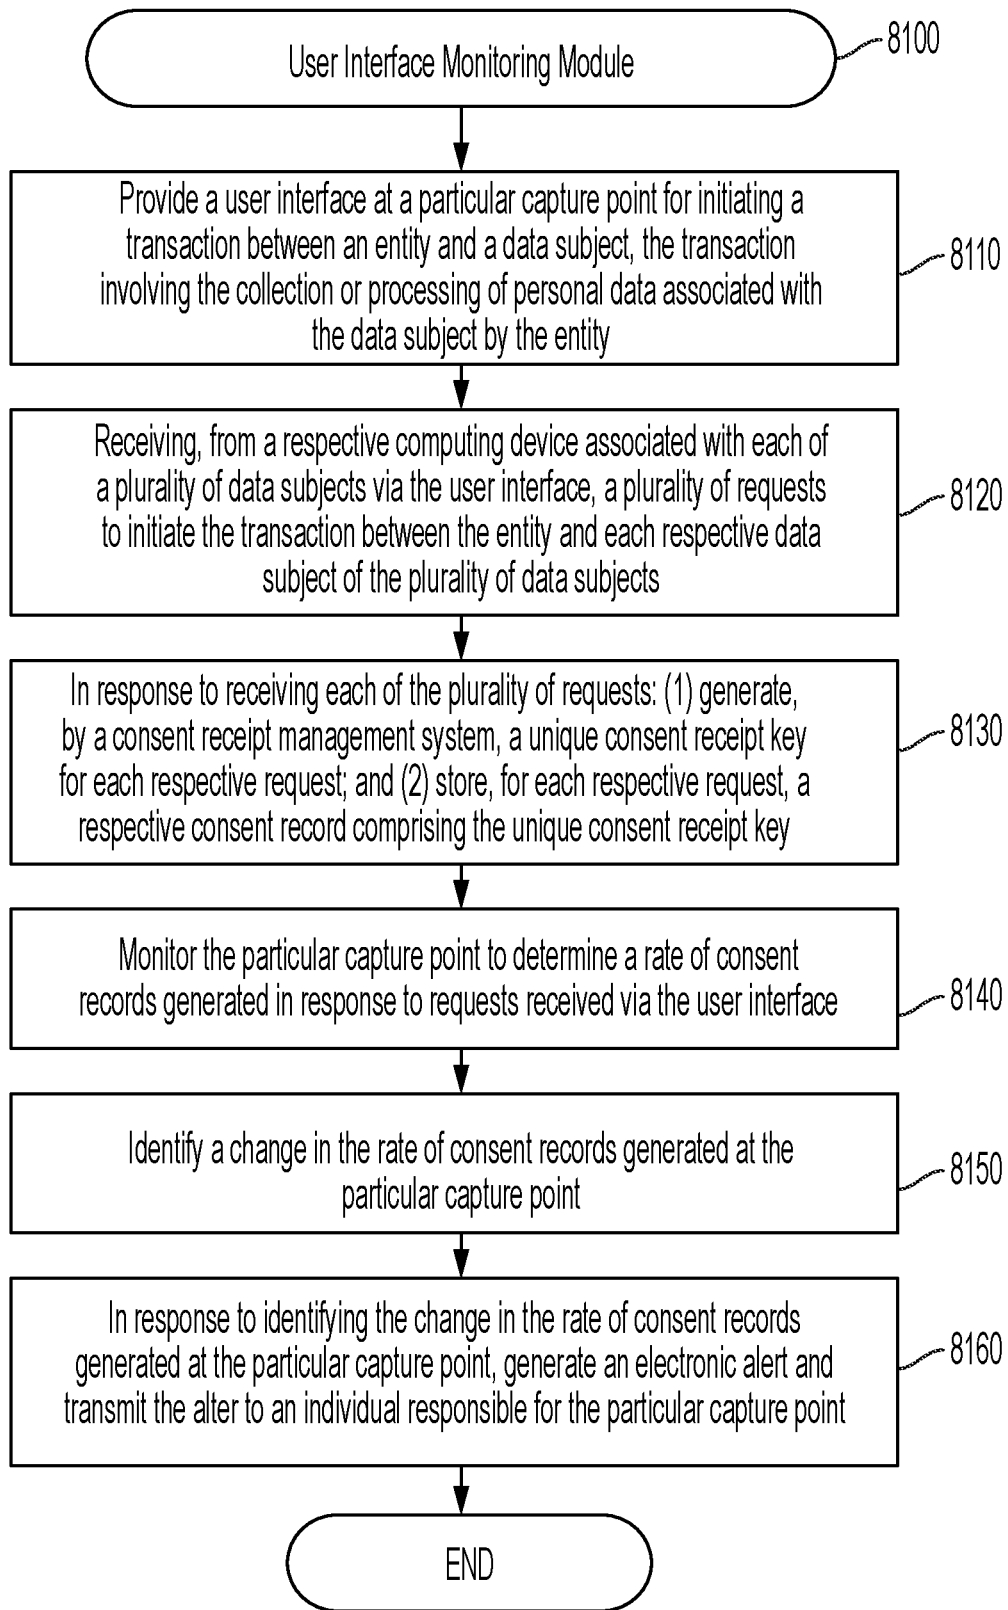 User Interface Monitoring Module
8100
Provide a user interface at a particular capture point for initiating a
transaction between an entity and a data subject, the transaction
involving the collection or processing of personal data associated with
the data subject by the entity
8110
Receiving, from a respective computing device associated with each of
a plurality of data subjects via the user interface, a plurality of requests
to initiate the transaction between the entity and each respective data
subject of the plurality of data subjects
8120
In response to receiving each of the plurality of requests: (1) generate,
by a consent receipt management system, a unique consent receipt key
for each respective request; and (2) store, for each respective request, a
respective consent record comprising the unique consent receipt key
8130
Monitor the particular capture point to determine a rate of consent
records generated in response to requests received via the user interface
8140
Identify a change in the rate of consent records generated at the
particular capture point
8150
In response to identifying the change in the rate of consent records
generated at the particular capture point, generate an electronic alert and
transmit the alter to an individual responsible for the particular capture point
8160
END